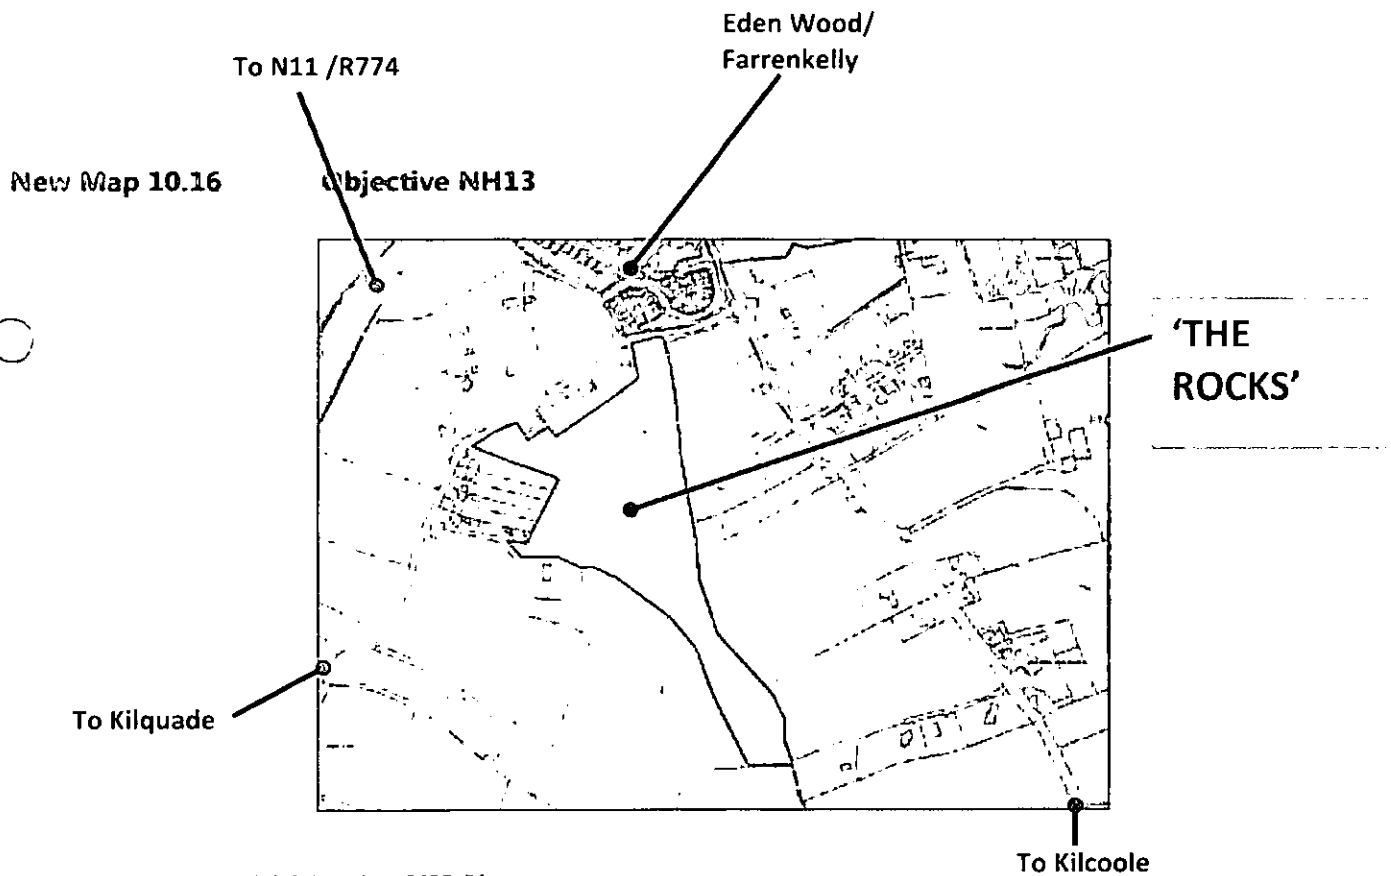 Eden Wood/
Farrenkelly
To N11 /R774
New Map 10.16 Objective NH13
'THE
ROCKS'
To Kilquade
To Kilcoole